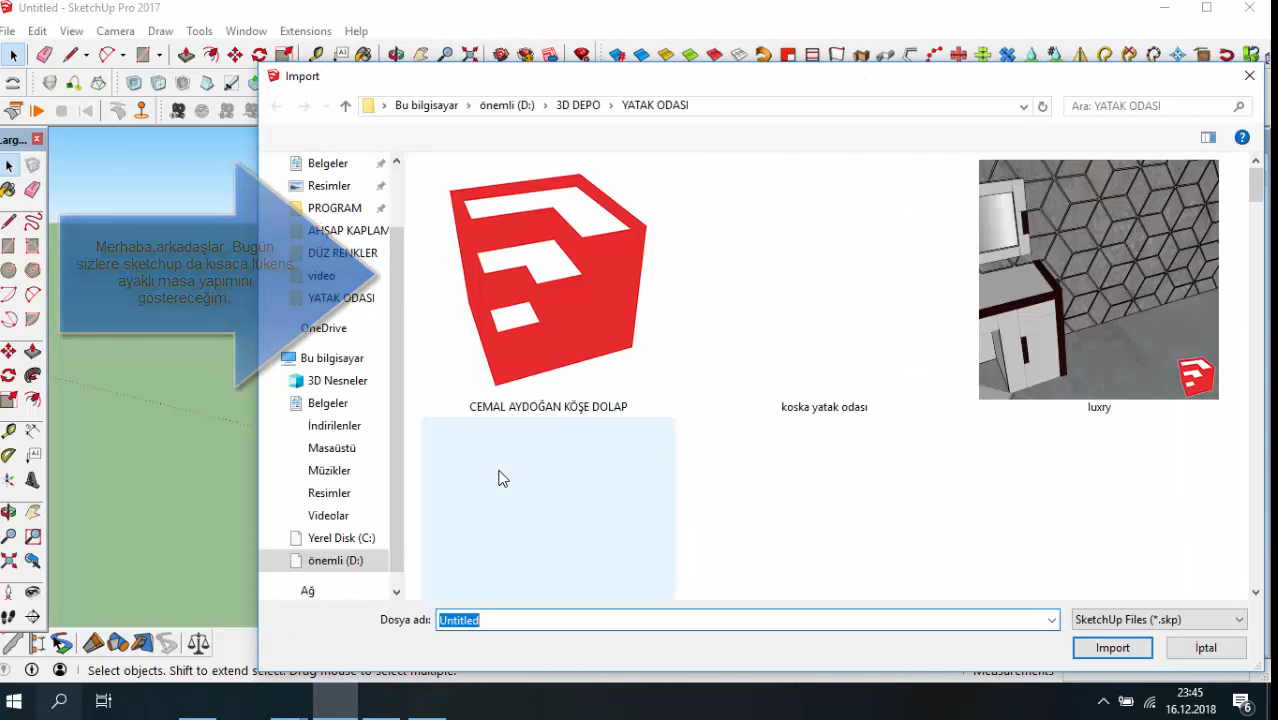 Untitled - SketchUp Pro 2017
File Edit View Camera Draw Tools Window Extensions Help
Import
Bu bilgisayar > önemli (D:) > 3D DEPO > YATAK ODASI
Ara: YATAK ODASI
Larg...
Belgeler
Resimler
PROGRAM
AHŞAP KAPLAM
DÜZ RENKLER
video
YATAK ODASI
OneDrive
Bu bilgisayar
3D Nesneler
Belgeler
İndirilenler
Masaüstü
Müzikler
Resimler
Videolar
Yerel Disk (C:)
önemli (D:)
Ağ
Merhaba arkadaşlar .Bugün
sizlere sketchup da kısaca lükens
ayaklı masa yapımını
göstereceğim.
CEMAL AYDOĞAN KÖŞE DOLAP
koska yatak odası
luxry
Dosya adı: Untitled
SketchUp Files (*.skp)
Import İptal
Select objects. Shift to extend select. Drag mouse to select multiple.
Measurements
23:45
16.12.2018
6